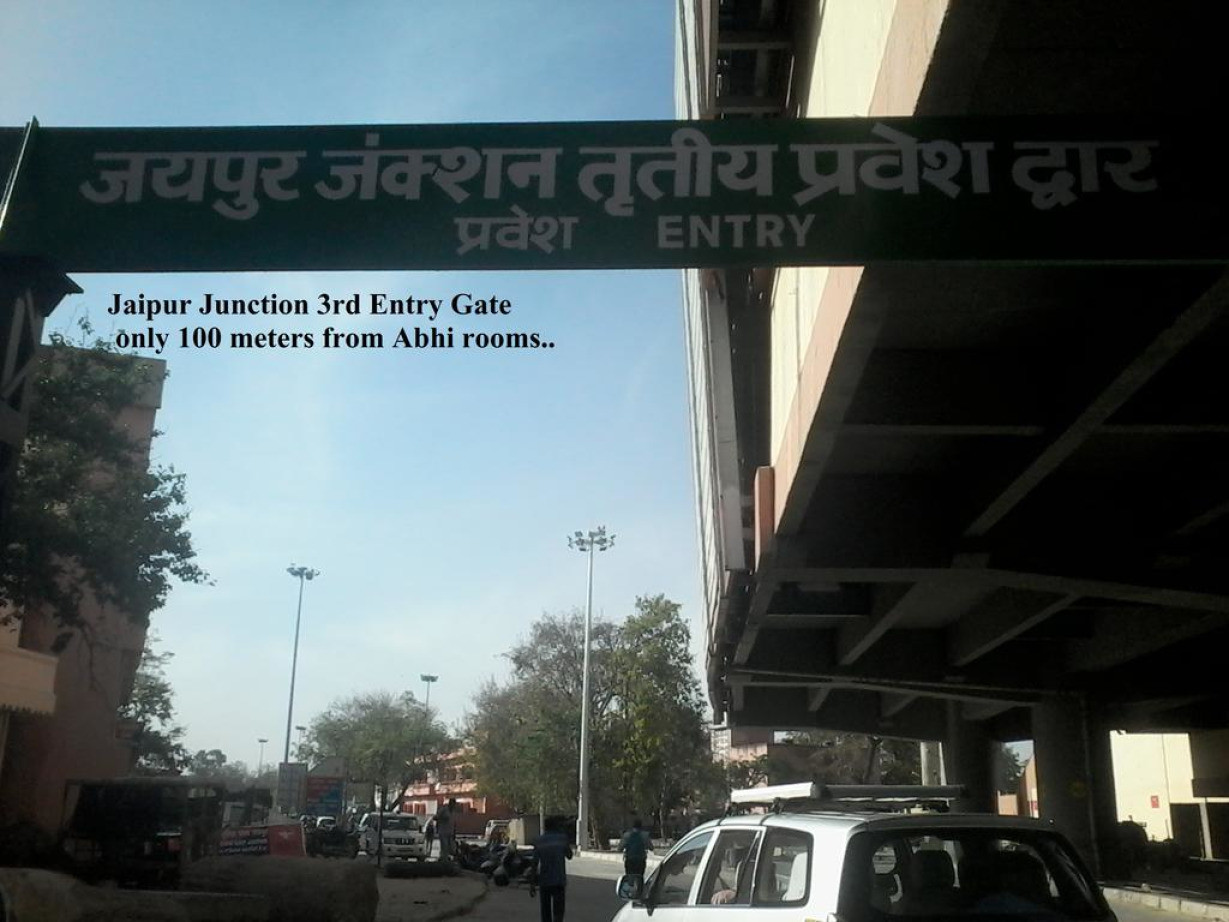 जयपुर जंक्शन तृतीय प्रवेश द्वार
प्रवेश ENTRY
Jaipur Junction 3rd Entry Gate
only 100 meters from Abhi rooms..